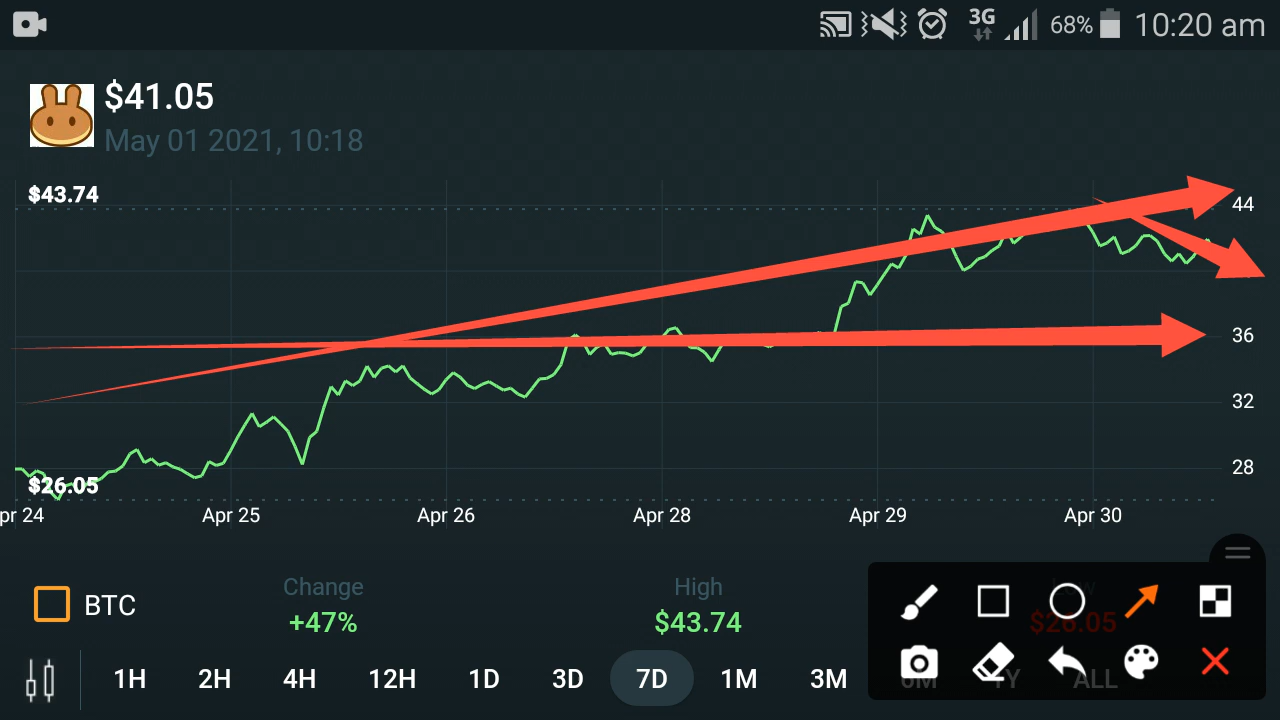 3G 68% 10:20 am
$41.05
May 01 2021, 10:18
$43.74
44
36
32
28
$26.05
pr 24 Apr 25 Apr 26 Apr 28 Apr 29 Apr 30
BTC
Change High
+47% $43.74 $26.05
1H 2H 4H 12H 1D 3D 7D 1M 3M ALL